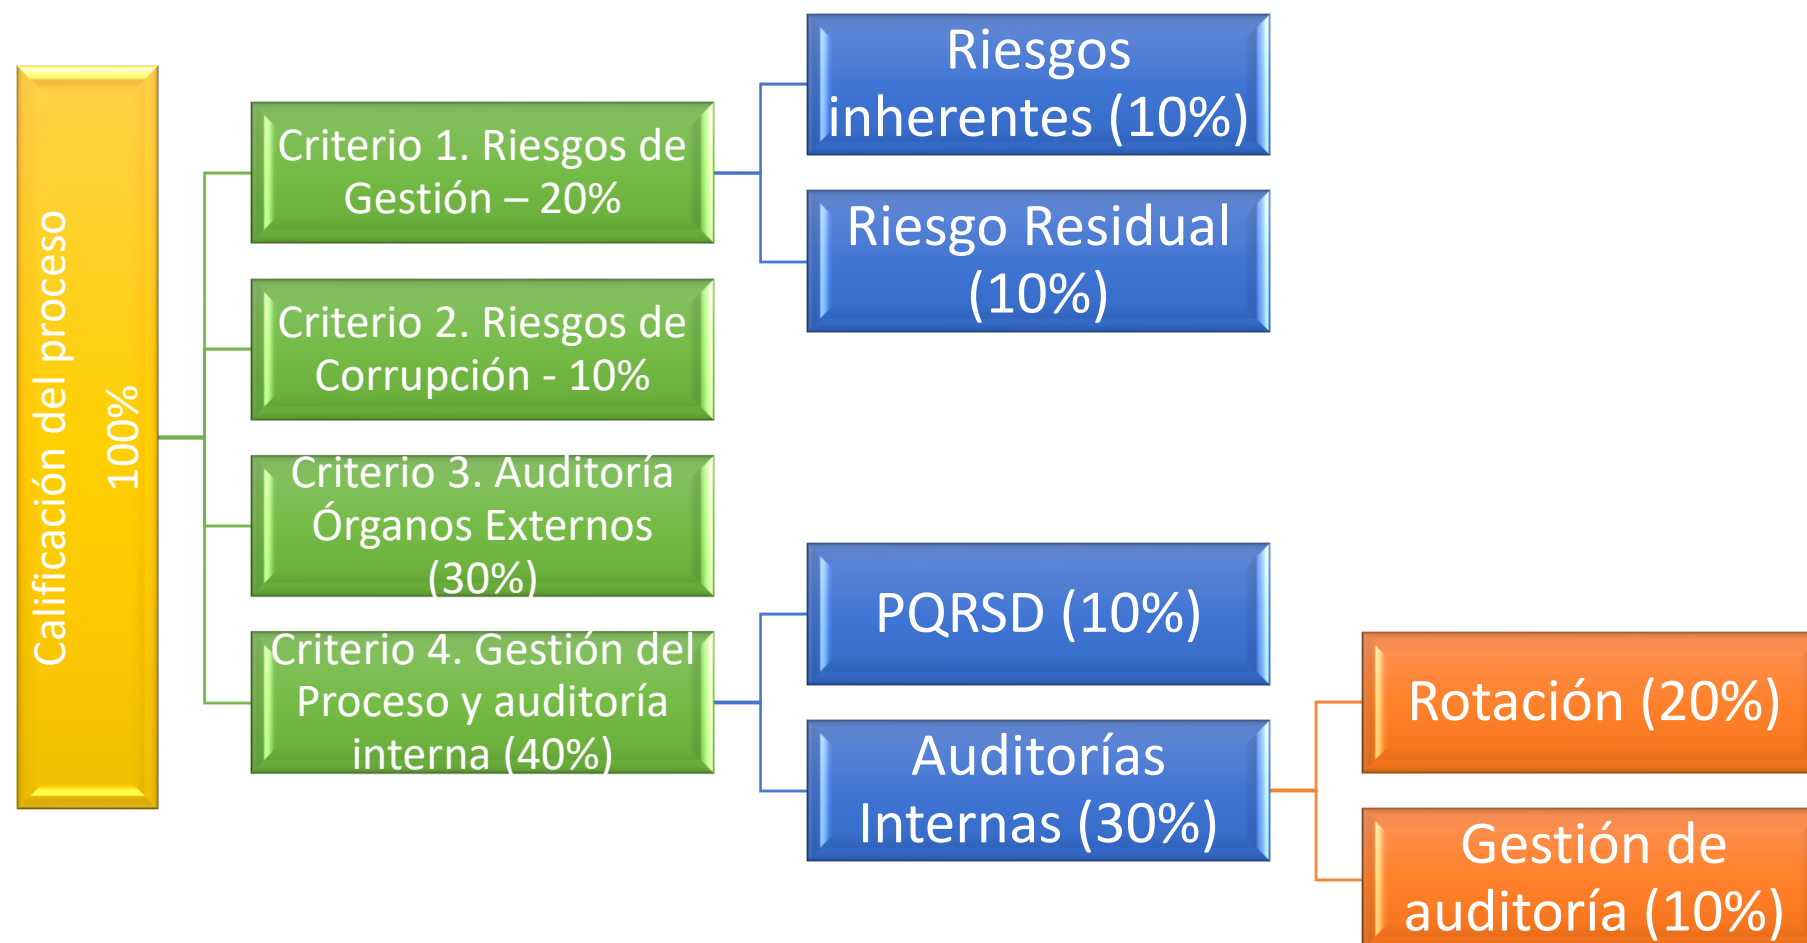 Calificación del proceso
100%
Criterio 1. Riesgos de
Gestión – 20%
Riesgos
inherentes (10%)
Riesgo Residual
(10%)
Criterio 2. Riesgos de
Corrupción - 10%
Criterio 3. Auditoría
Órganos Externos
(30%)
Criterio 4. Gestión del
Proceso y auditoría
interna (40%)
PQRSD (10%)
Auditorías
Internas (30%)
Rotación (20%)
Gestión de
auditoría (10%)